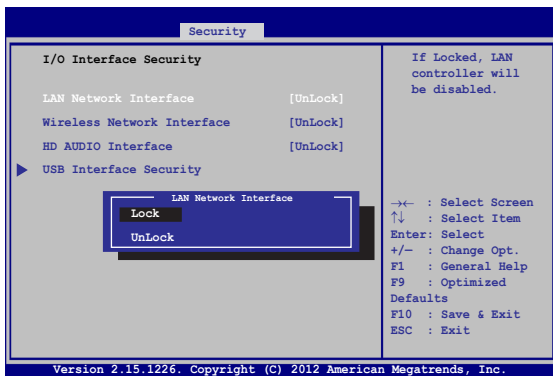 Security
I/O Interface Security
LAN Network Interface [UnLock]
Wireless Network Interface [UnLock]
HD AUDIO Interface [UnLock]
USB Interface Security
LAN Network Interface
Lock
UnLock
If Locked, LAN
controller will
be disabled.
→← : Select Screen
↑↓ : Select Item
Enter: Select
+/— : Change Opt.
F1 : General Help
F9 : Optimized
Defaults
F10 : Save & Exit
ESC : Exit
Version 2.15.1226. Copyright (C) 2012 American Megatrends, Inc.